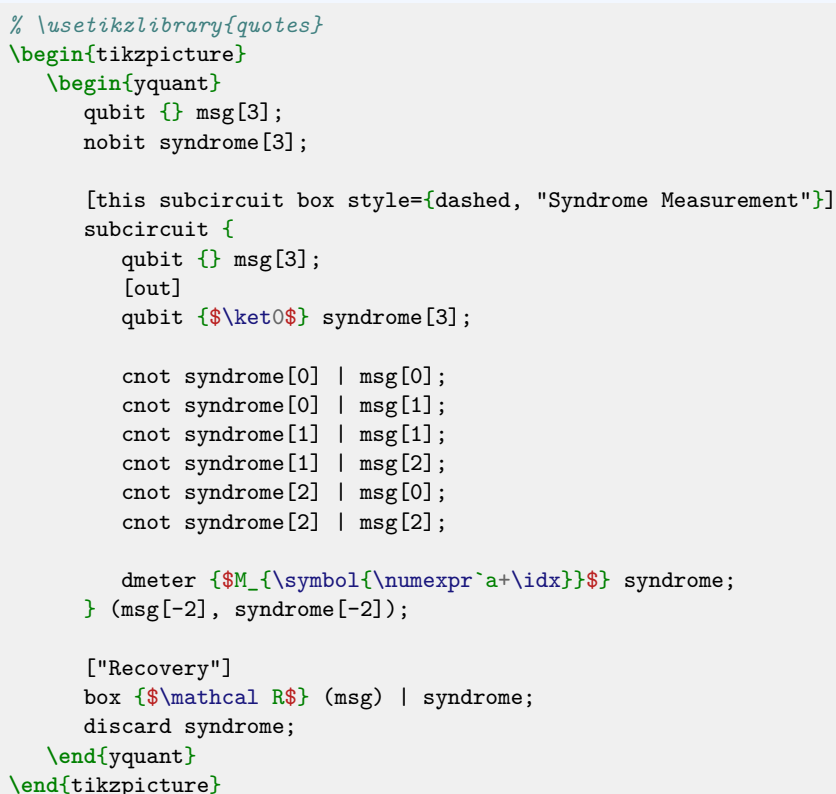 % \usetikzlibrary{quotes}
\begin{tikzpicture}
   \begin{yquant}
      qubit {} msg[3];
      nobit syndrome[3];

      [this subcircuit box style={dashed, "Syndrome Measurement"}]
      subcircuit {
         qubit {} msg[3];
         [out]
         qubit {$\ket0$} syndrome[3];

         cnot syndrome[0] | msg[0];
         cnot syndrome[0] | msg[1];
         cnot syndrome[1] | msg[1];
         cnot syndrome[1] | msg[2];
         cnot syndrome[2] | msg[0];
         cnot syndrome[2] | msg[2];

         dmeter {$M_{\symbol{\numexpr`a+\idx}}$} syndrome;
      } (msg[-2], syndrome[-2]);

      ["Recovery"]
      box {$\mathcal R$} (msg) | syndrome;
      discard syndrome;
   \end{yquant}
\end{tikzpicture}